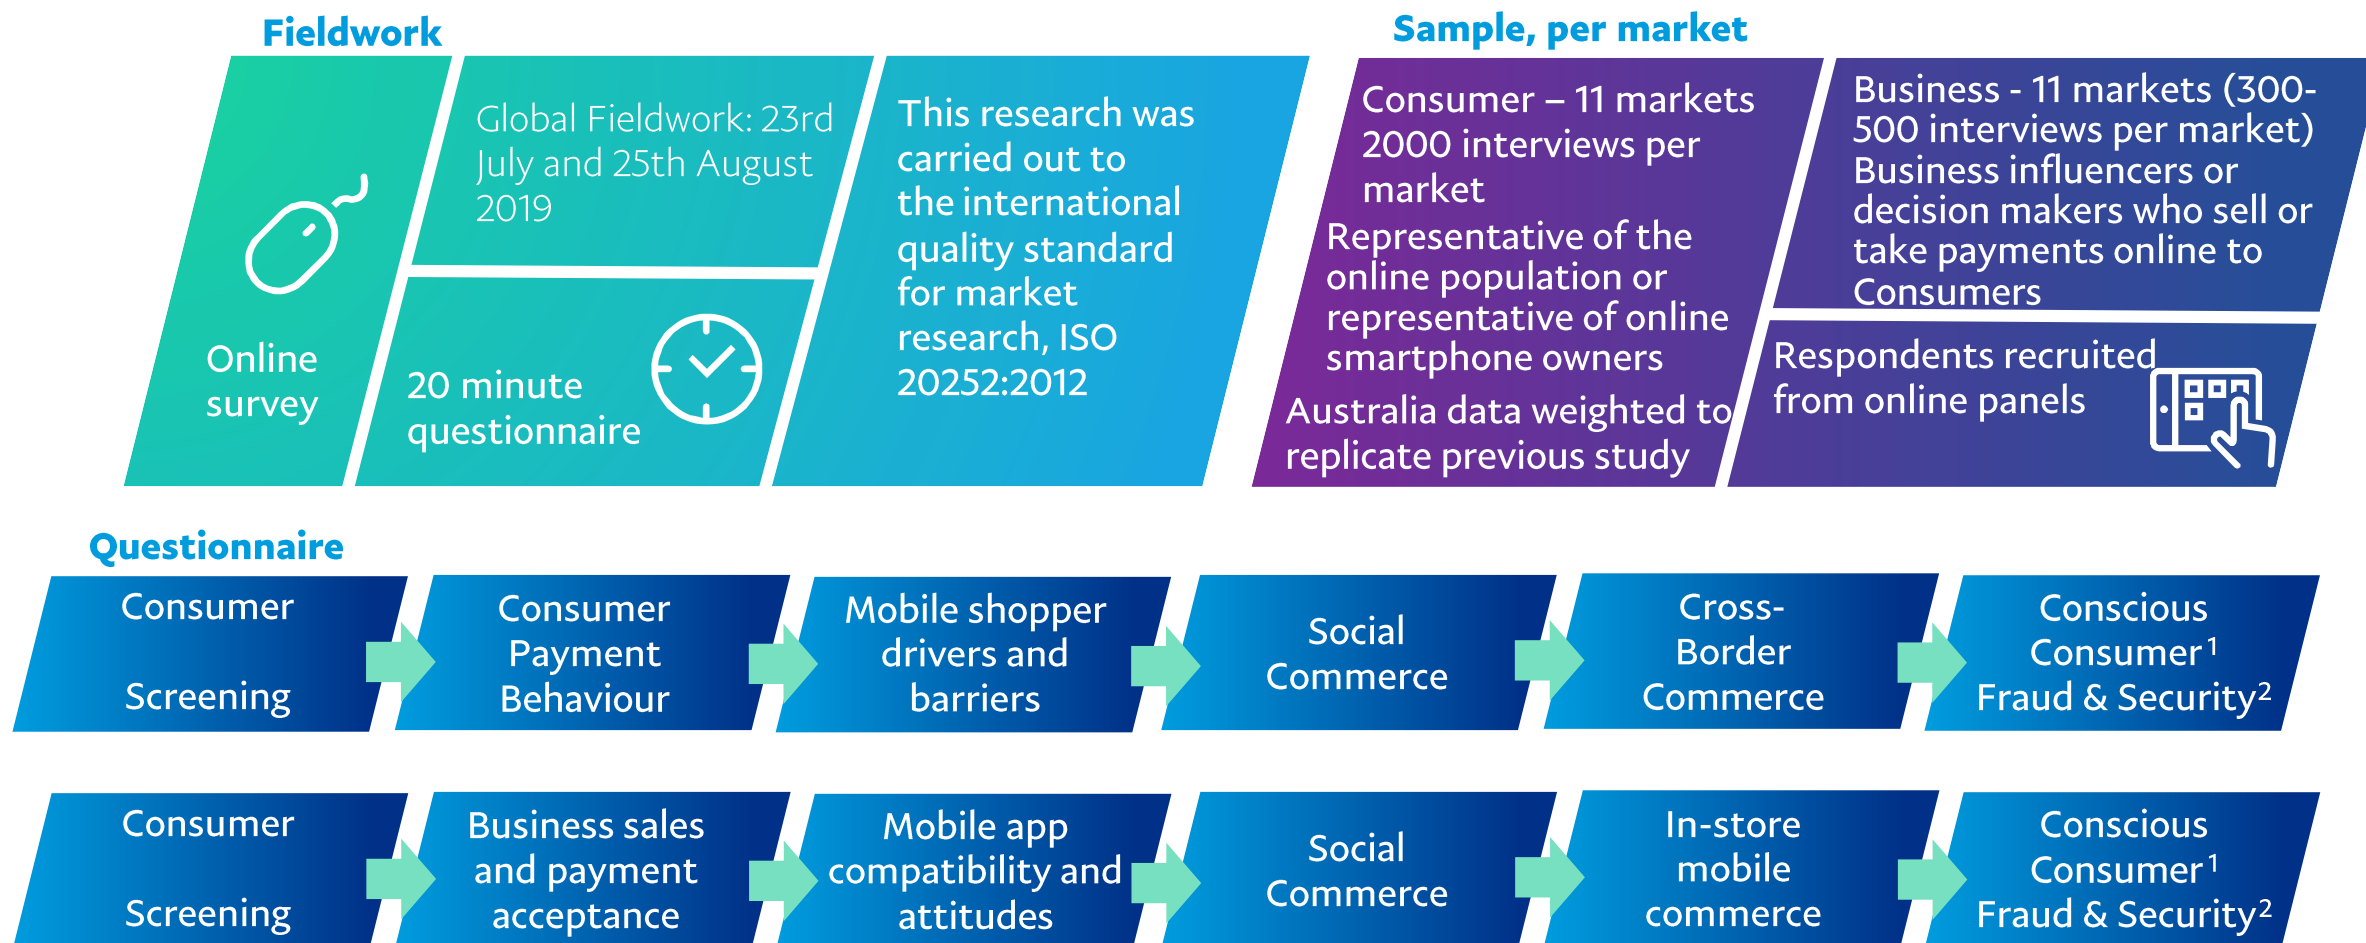 Fieldwork
Online
survey
Global Fieldwork: 23rd
July and 25th August
2019
20 minute
questionnaire
This research was
carried out to
the international
quality standard
for market
research, ISO
20252:2012
Sample, per market
Consumer – 11 markets
2000 interviews per
market
Representative of the
online population or
representative of online
smartphone owners
Australia data weighted to
replicate previous study
Business - 11 markets (300-
500 interviews per market)
Business influencers or
decision makers who sell or
take payments online to
Consumers
Respondents recruited
from online panels
Questionnaire
Consumer
Screening
Consumer
Payment
Behaviour
Mobile shopper
drivers and
barriers
Social
Commerce
Cross-
Border
Commerce
Conscious
Consumer¹
Fraud & Security²
Consumer
Screening
Business sales
and payment
acceptance
Mobile app
compatibility and
attitudes
Social
Commerce
In-store
mobile
commerce
Conscious
Consumer¹
Fraud & Security²